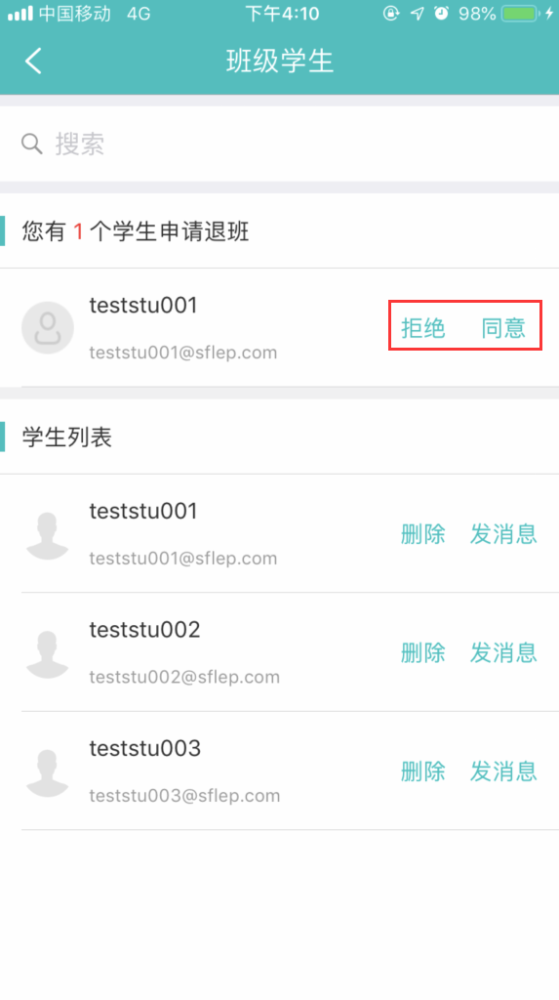 中国移动 4G 下午4:10 98%
班级学生
搜索
您有 1 个学生申请退班
teststu001
拒绝 同意
teststu001@sflep.com
学生列表
teststu001
删除 发消息
teststu001@sflep.com
teststu002
删除 发消息
teststu002@sflep.com
teststu003
删除 发消息
teststu003@sflep.com